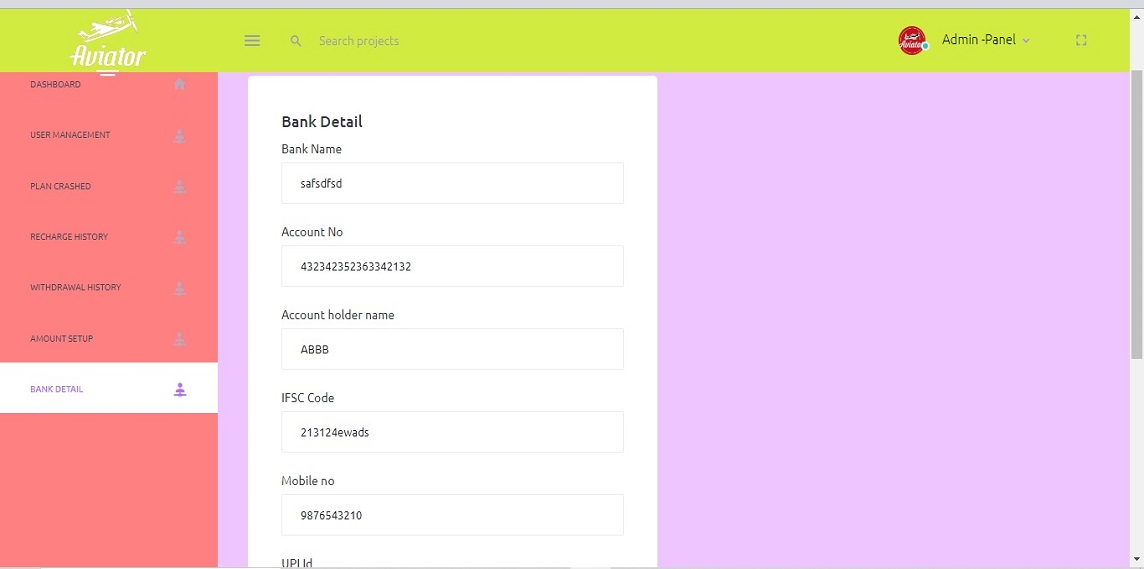 Aviator
Search projects
Aviator
Admin -Panel
DASHBOARD
USER MANAGEMENT
PLAN CRASHED
RECHARGE HISTORY
WITHDRAWAL HISTORY
AMOUNT SETUP
BANK DETAIL
Bank Detail
Bank Name
safsdfsd
Account No
432342352363342132
Account holder name
ABBB
IFSC Code
213124ewads
Mobile no
9876543210
UPI Id